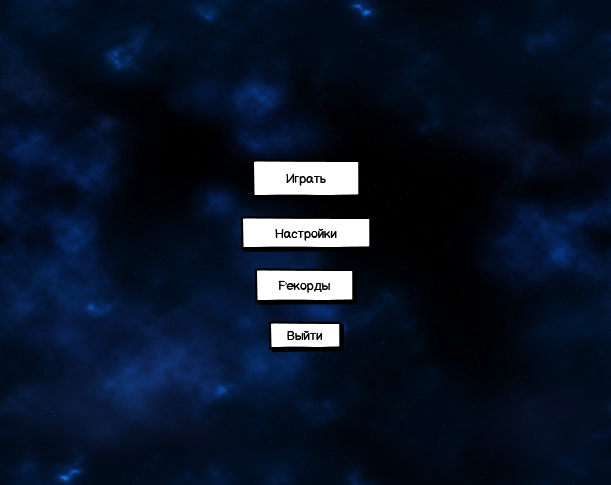 Играть
Настройки
Рекорды
Выйти